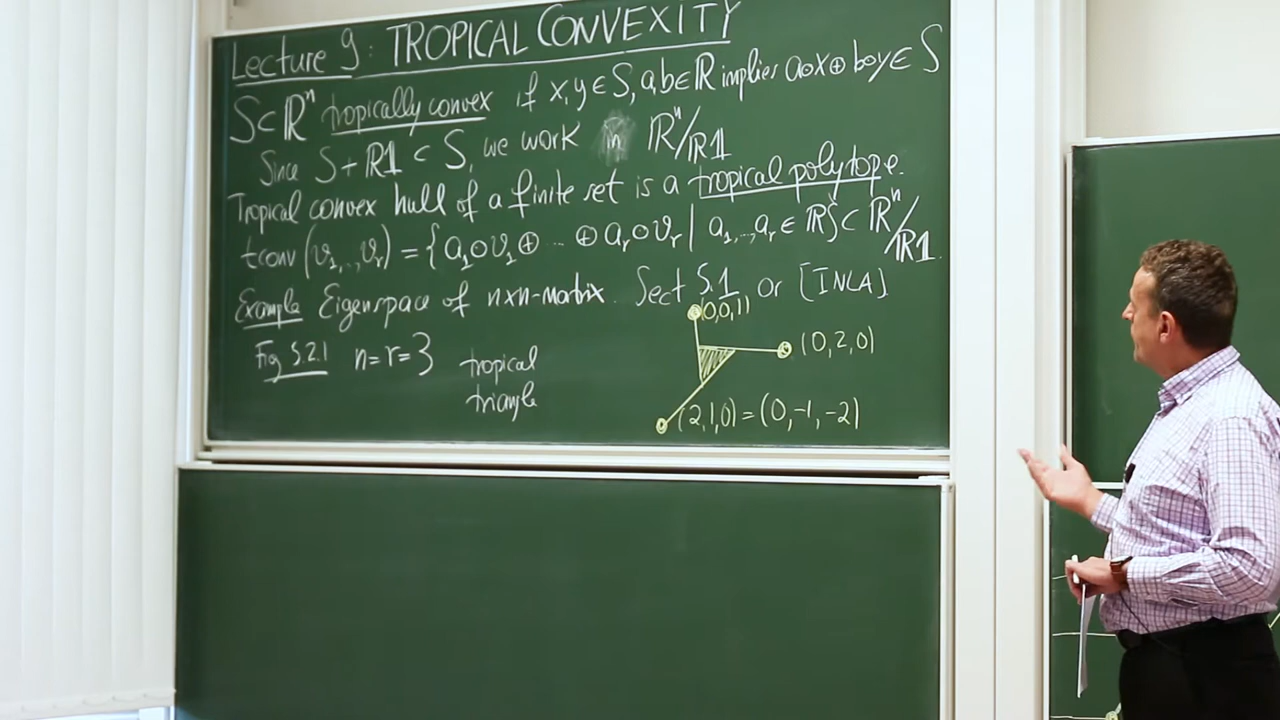 Lecture 9: TROPICAL CONVEXITY
S⊂ℝⁿ tropically convex if x,y∈S, a,b∈ℝ implies a⊙x⊕b⊙y∈S
Since S+ℝ𝟙⊂S, we work in ℝⁿ/ℝ𝟙
Tropical convex hull of a finite set is a tropical polytope.
tconv(v₁,..,vᵣ) = {a₁⊙v₁⊕ ... ⊕aᵣ⊙vᵣ | a₁,..,aᵣ∈ℝ}⊂ℝⁿ/ℝ𝟙.
Example Eigenspace of n×n-matrix. Sect 5.1 or [INLA]
(0,0,1)
Fig 5.2.1 n=r=3 tropical triangle
(0,2,0)
(2,1,0)=(0,-1,-2)